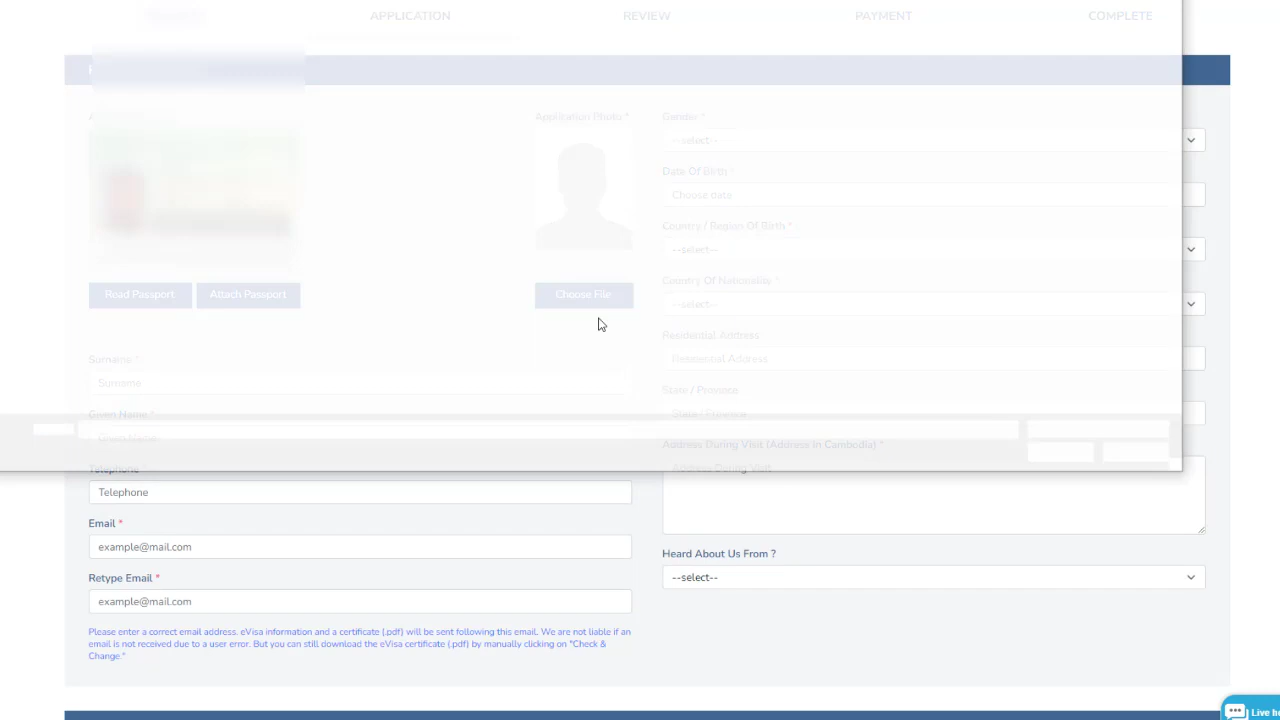 APPLICATION
REVIEW
PAYMENT
COMPLETE
Application Photo *
Read Passport
Attach Passport
Choose File
Surname *
Surname
Given Name *
Given Name
Telephone
Telephone
Email *
example@mail.com
Retype Email *
example@mail.com
Please enter a correct email address. eVisa information and a certificate (.pdf) will be sent following this email. We are not liable if an
email is not received due to a user error. But you can still download the eVisa certificate (.pdf) by manually clicking on "Check &
Change."
Gender *
--select--
Date Of Birth *
Choose date
Country / Region Of Birth *
--select--
Country Of Nationality *
--select--
Residential Address
Residential Address
State / Province
State / Province
Address During Visit (Address In Cambodia) *
Address During Visit
Heard About Us From ?
--select--
Live